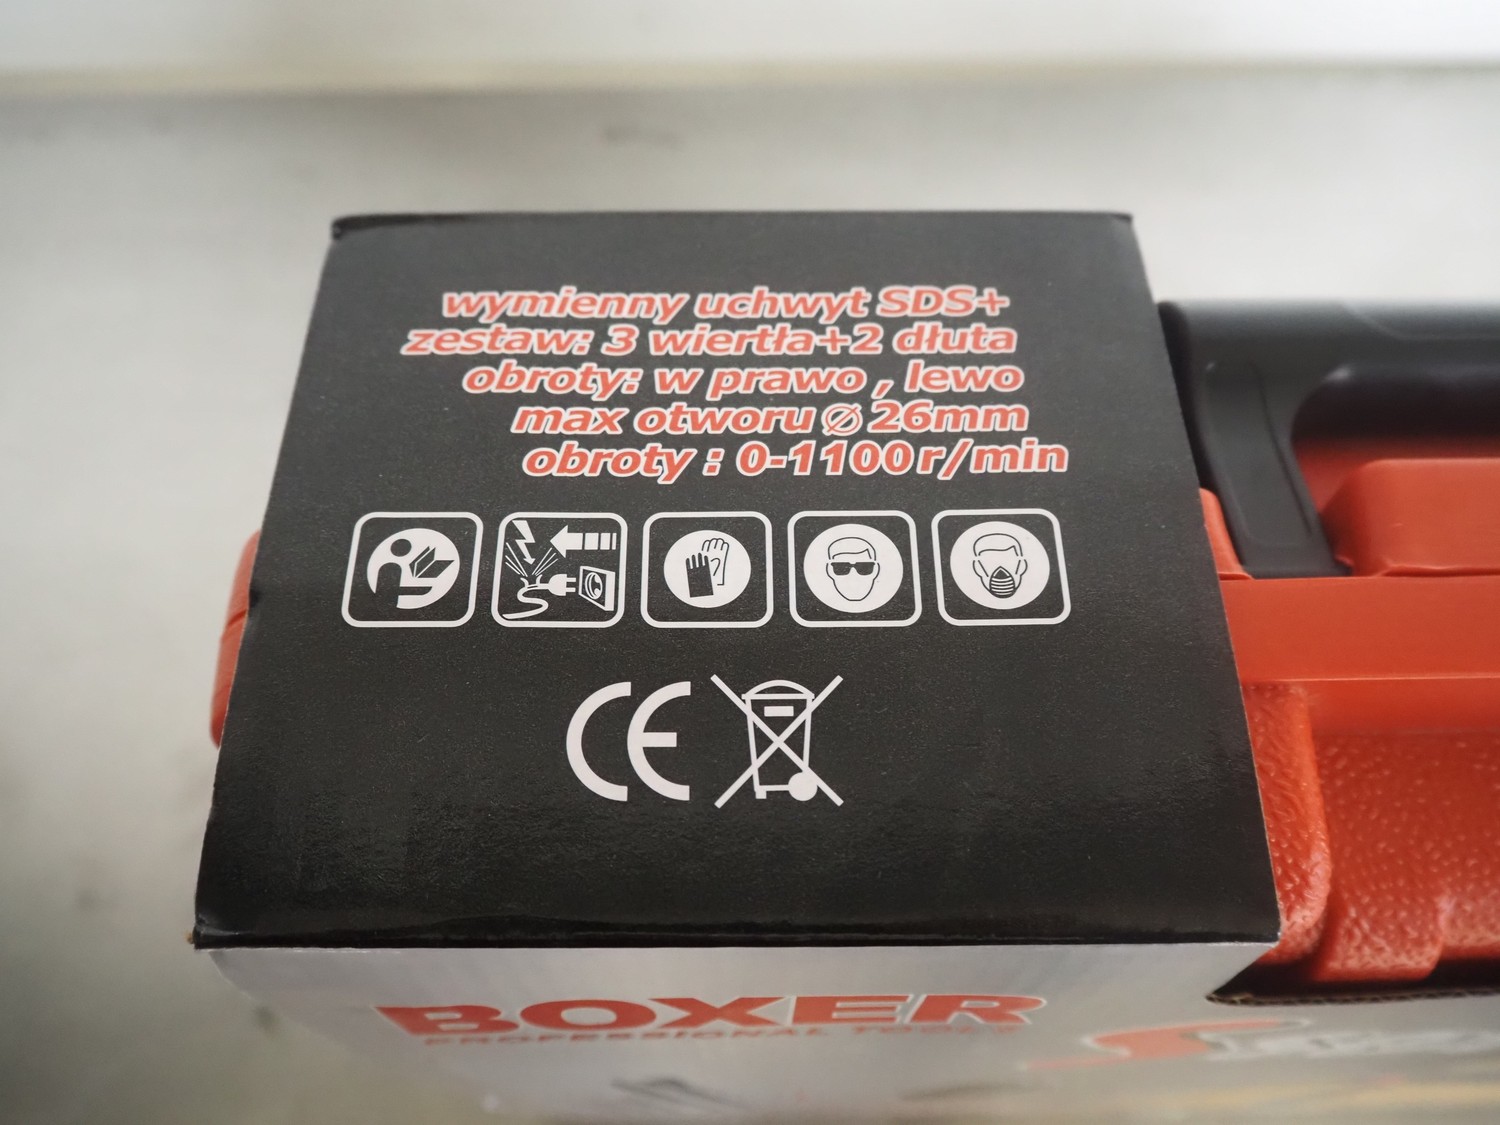 wymienny uchwyt SDS+
zestaw: 3 wiertła+2 dłuta
obroty: w prawo , lewo
max otworu ⌀ 26mm
obroty : 0-1100r/min
CE
BOXER
PROFESSIONAL TOOLS